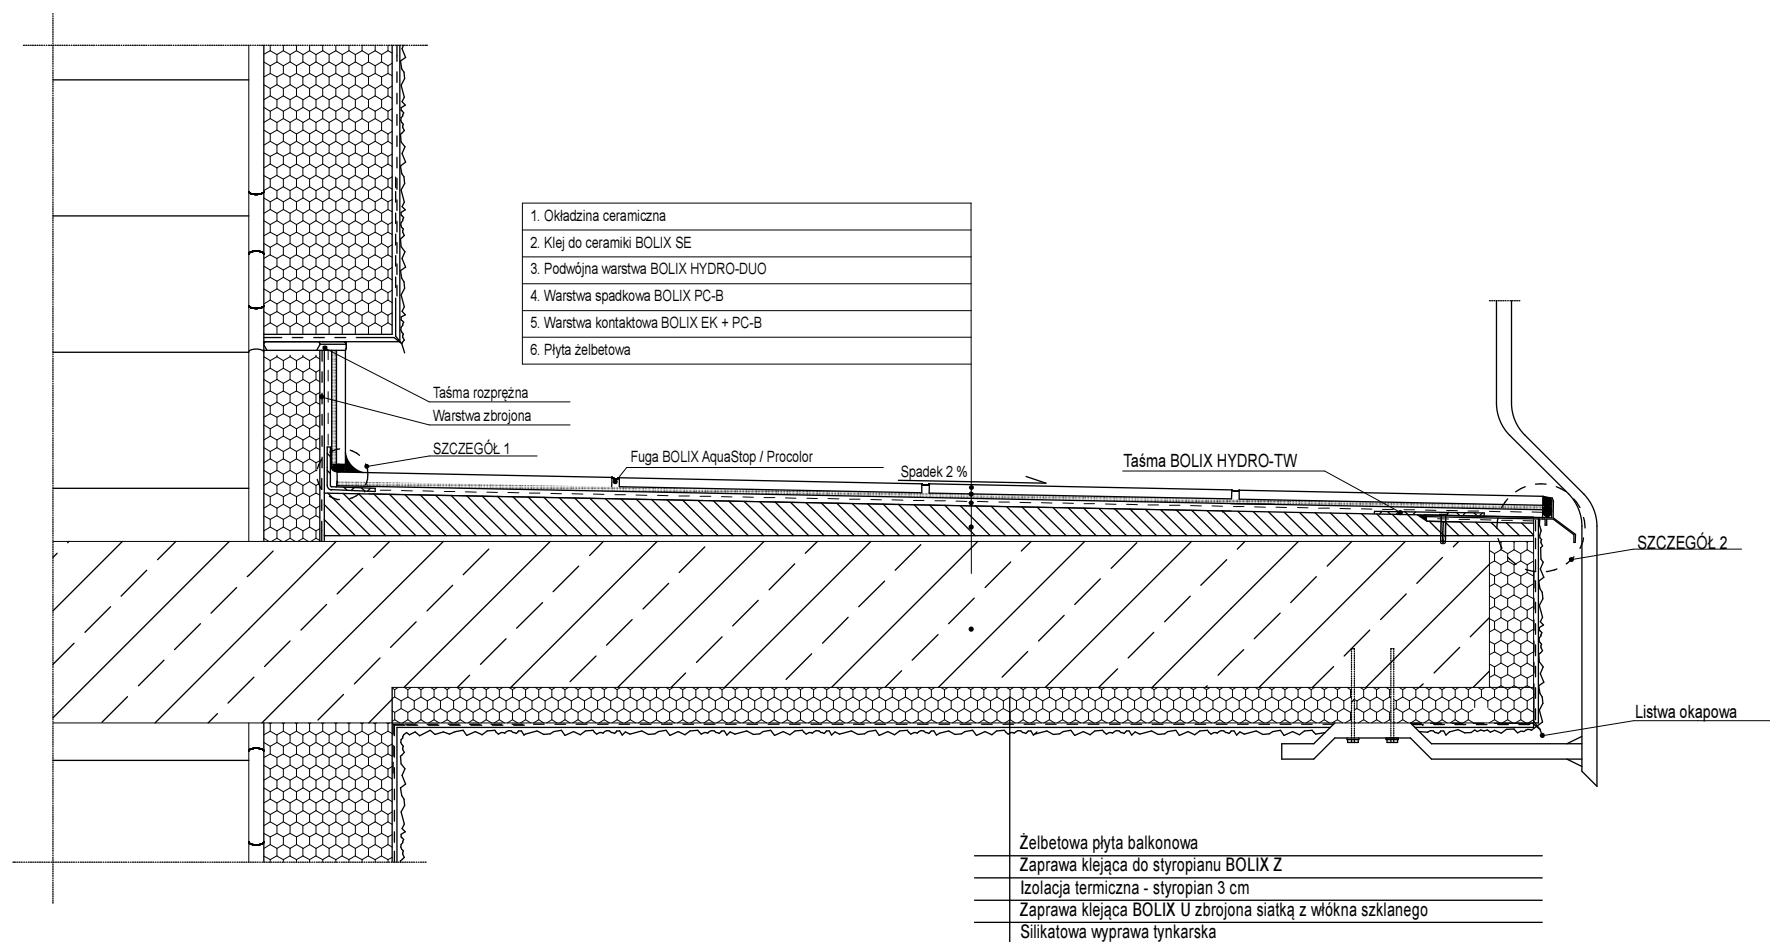 1. Okładzina ceramiczna
2. Klej do ceramiki BOLIX SE
3. Podwójna warstwa BOLIX HYDRO-DUO
4. Warstwa spadkowa BOLIX PC-B
5. Warstwa kontaktowa BOLIX EK + PC-B
6. Płyta żelbetowa
Taśma rozprężna
Warstwa zbrojona
SZCZEGÓŁ 1
Fuga BOLIX AquaStop / Procolor
Spadek 2 %
Taśma BOLIX HYDRO-TW
SZCZEGÓŁ 2
Listwa okapowa
Żelbetowa płyta balkonowa
Zaprawa klejąca do styropianu BOLIX Z
Izolacja termiczna - styropian 3 cm
Zaprawa klejąca BOLIX U zbrojona siatką z włókna szklanego
Silikatowa wyprawa tynkarska